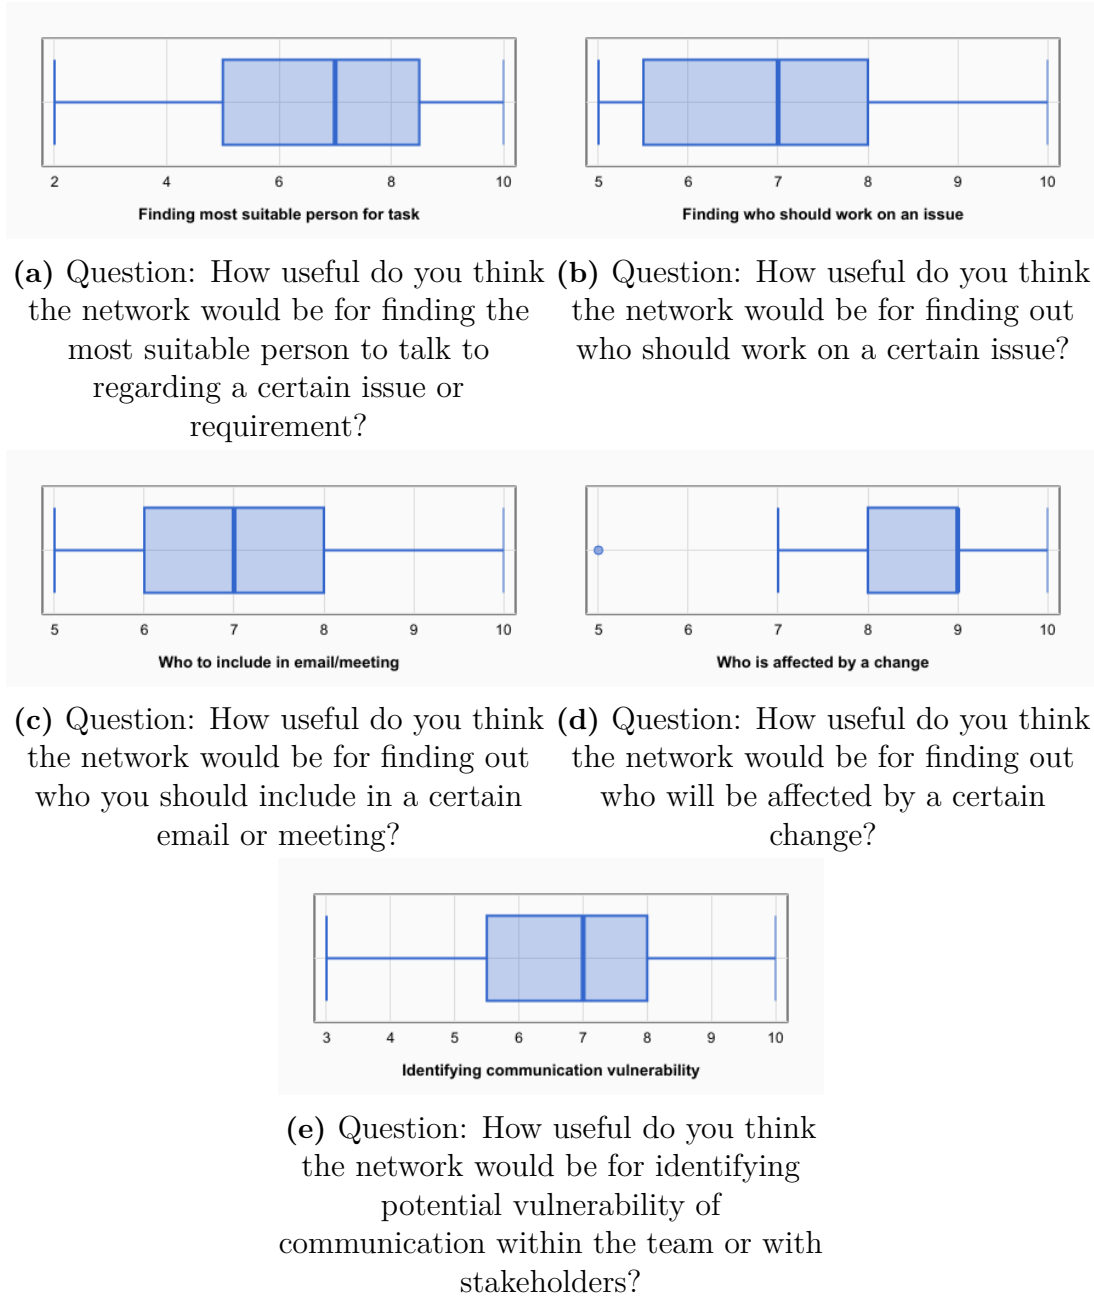 2 4 6 8 10
Finding most suitable person for task
5 6 7 8 9 10
Finding who should work on an issue
(a) Question: How useful do you think
the network would be for finding the
most suitable person to talk to
regarding a certain issue or
requirement?
(b) Question: How useful do you think
the network would be for finding out
who should work on a certain issue?
5 6 7 8 9 10
Who to include in email/meeting
5 6 7 8 9 10
Who is affected by a change
(c) Question: How useful do you think
the network would be for finding out
who you should include in a certain
email or meeting?
(d) Question: How useful do you think
the network would be for finding out
who will be affected by a certain
change?
3 4 5 6 7 8 9 10
Identifying communication vulnerability
(e) Question: How useful do you think
the network would be for identifying
potential vulnerability of
communication within the team or with
stakeholders?